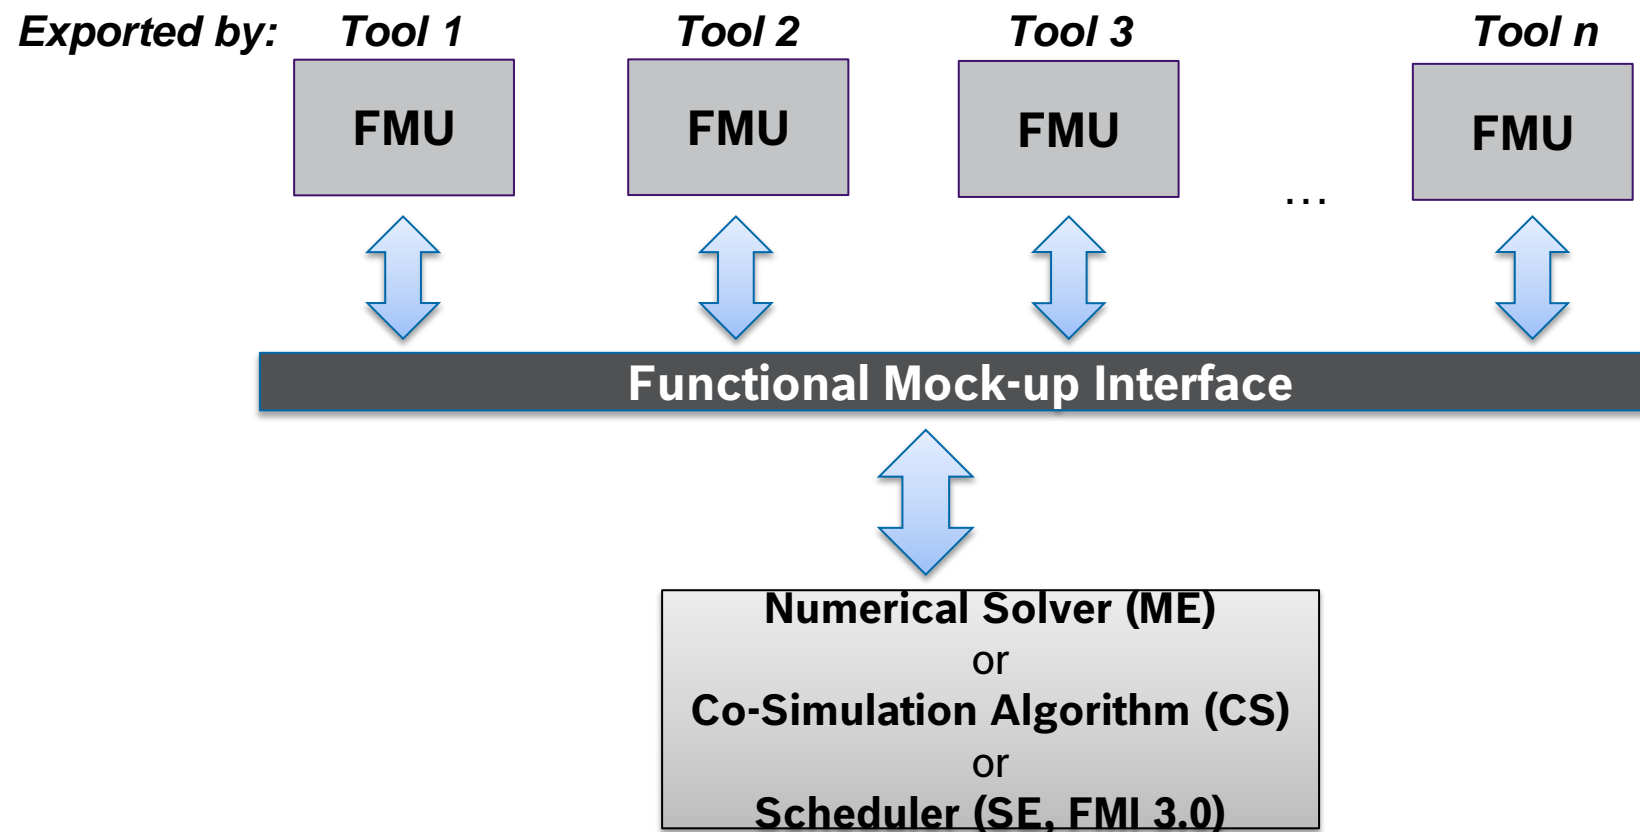 Exported by: Tool 1 Tool 2 Tool 3 Tool n
FMU FMU FMU FMU
...
Functional Mock-up Interface
Numerical Solver (ME)
or
Co-Simulation Algorithm (CS)
or
Scheduler (SE, FMI 3.0)